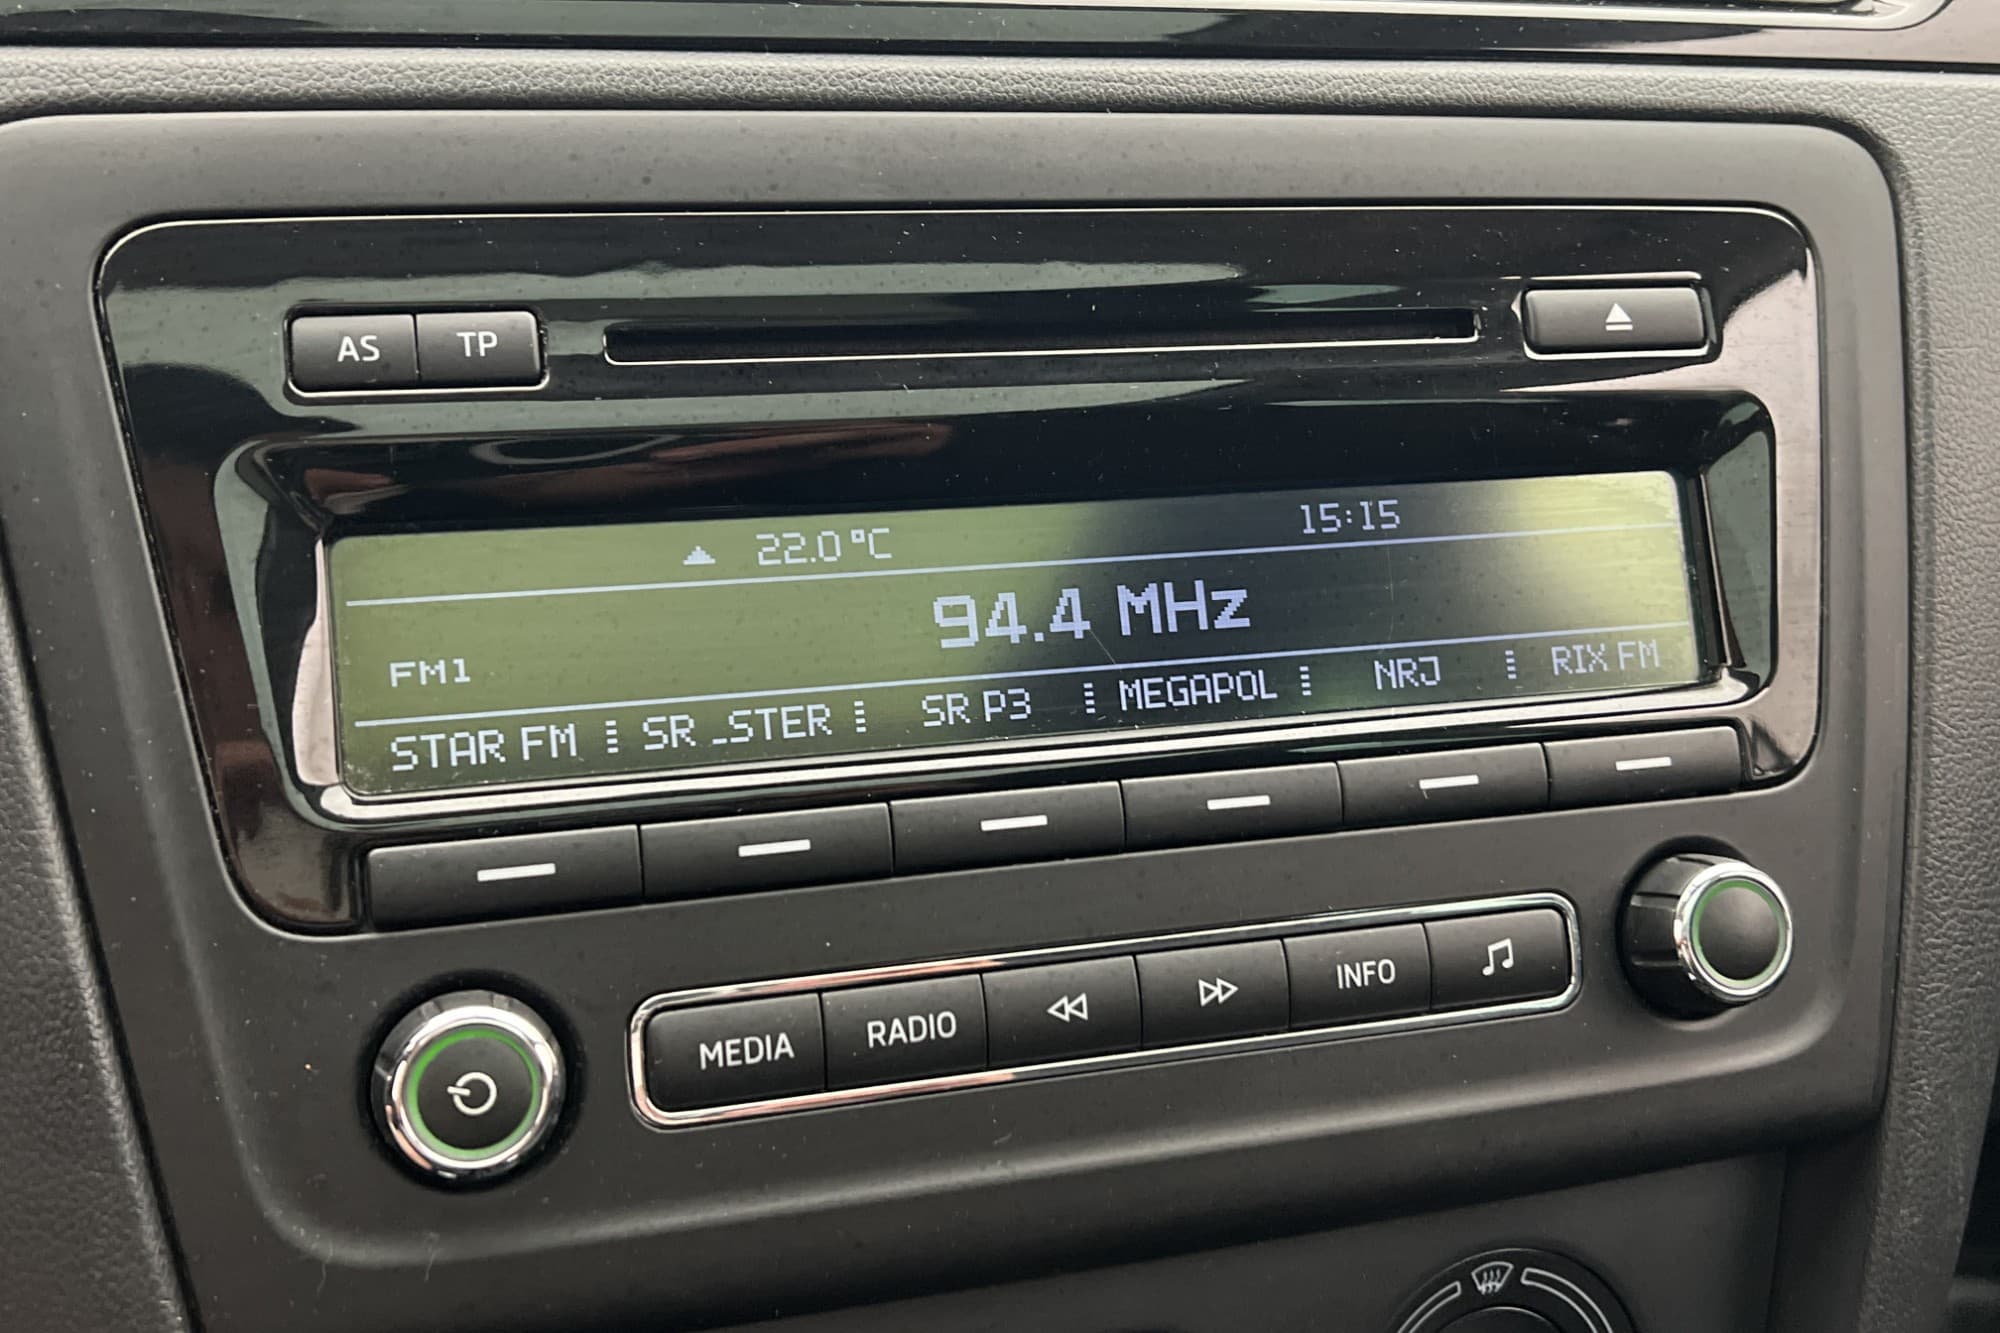 AS TP
22.0°C 15:15
94.4 MHz
FM1
STAR FM SR _STER SR P3 MEGAPOL NRJ RIX FM
MEDIA RADIO INFO